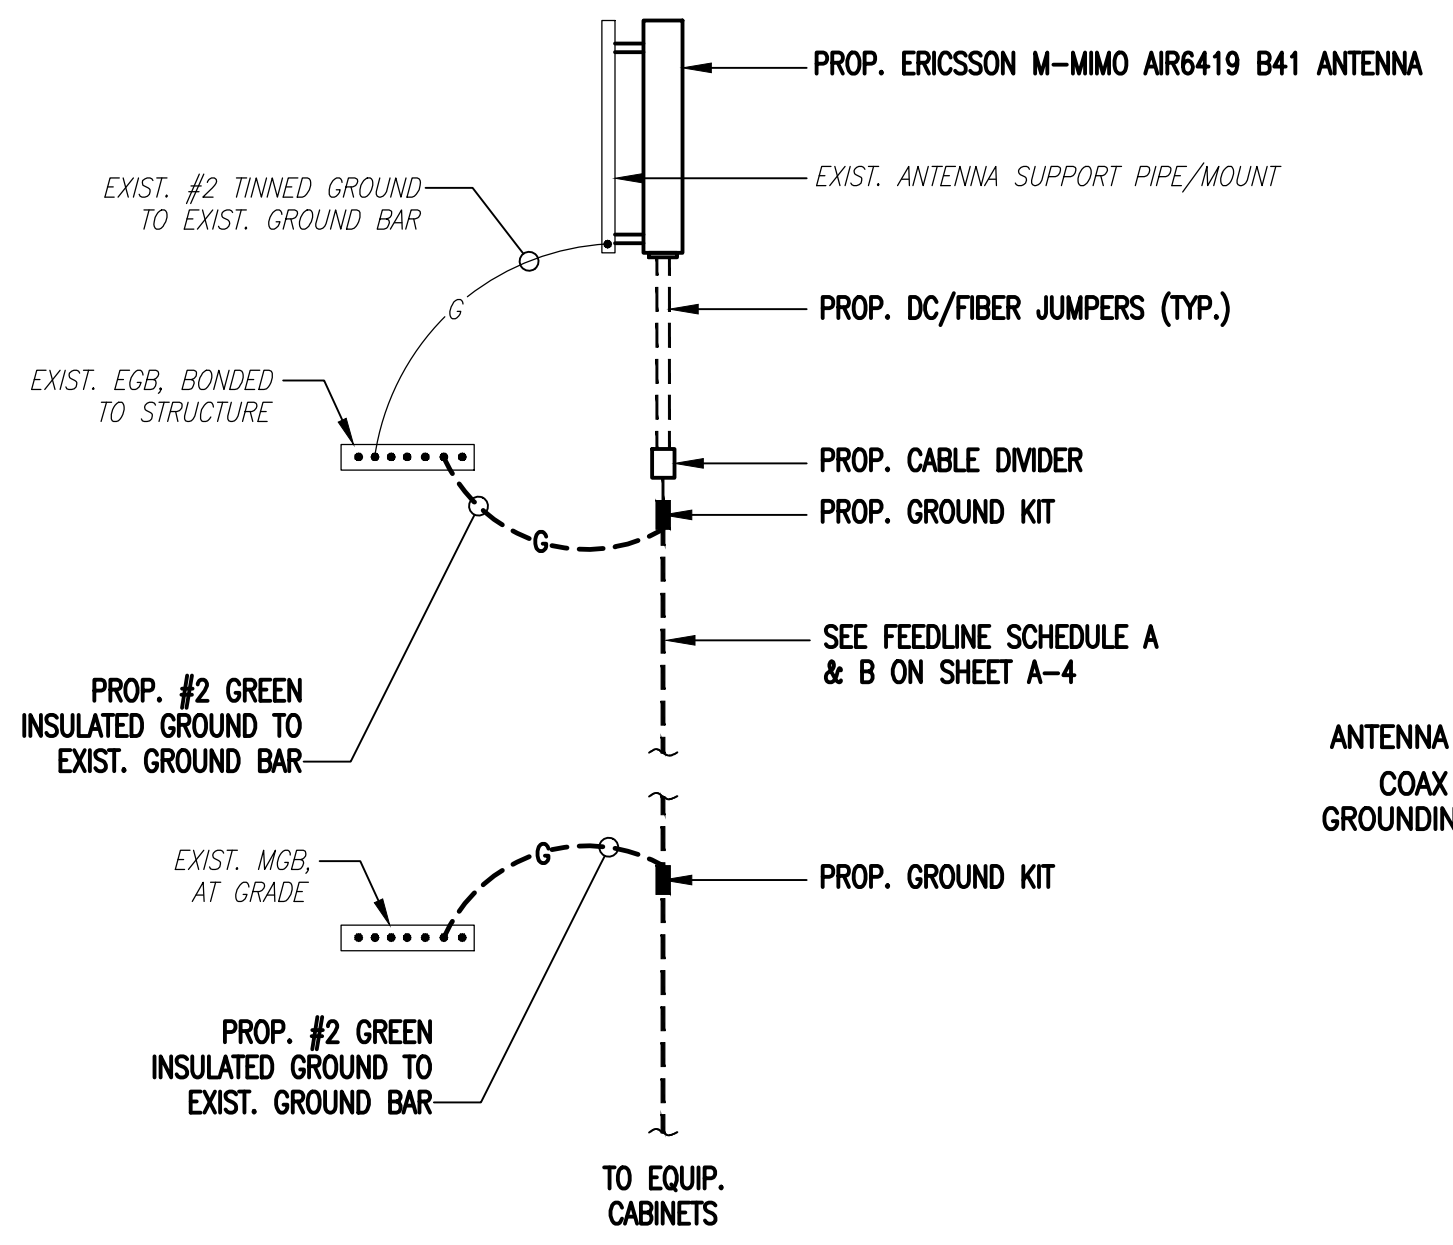 PROP. ERICSSON M-MIMO AIR6419 B41 ANTENNA
EXIST. ANTENNA SUPPORT PIPE/MOUNT
EXIST. #2 TINNED GROUND
TO EXIST. GROUND BAR
G
PROP. DC/FIBER JUMPERS (TYP.)
EXIST. EGB, BONDED
TO STRUCTURE
PROP. CABLE DIVIDER
PROP. GROUND KIT
G
SEE FEEDLINE SCHEDULE A
& B ON SHEET A-4
PROP. #2 GREEN
INSULATED GROUND TO
EXIST. GROUND BAR
ANTENNA
COAX
GROUNDIN
EXIST. MGB,
AT GRADE
G
PROP. GROUND KIT
PROP. #2 GREEN
INSULATED GROUND TO
EXIST. GROUND BAR
TO EQUIP.
CABINETS